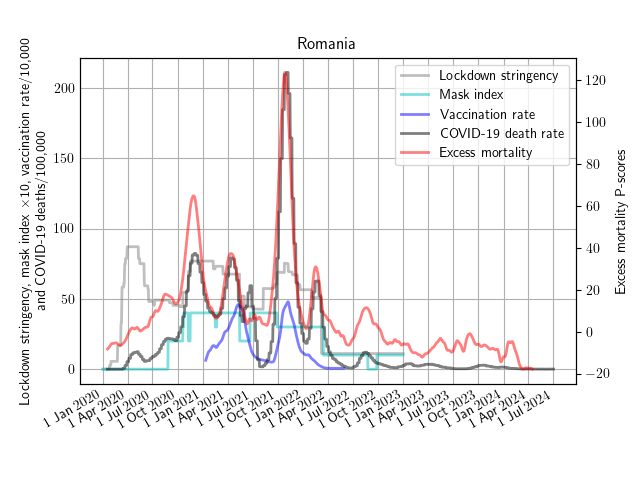 Romania
Lockdown stringency, mask index ×10, vaccination rate/10,000
and COVID-19 deaths/100,000
200
150
100
50
0
Lockdown stringency
Mask index
Vaccination rate
COVID-19 death rate
Excess mortality
120
100
80
60
40
20
0
−20
Excess mortality P-scores
1 Jan 2020
1 Apr 2020
1 Jul 2020
1 Oct 2020
1 Jan 2021
1 Apr 2021
1 Jul 2021
1 Oct 2021
1 Jan 2022
1 Apr 2022
1 Jul 2022
1 Oct 2022
1 Jan 2023
1 Apr 2023
1 Jul 2023
1 Oct 2023
1 Jan 2024
1 Apr 2024
1 Jul 2024